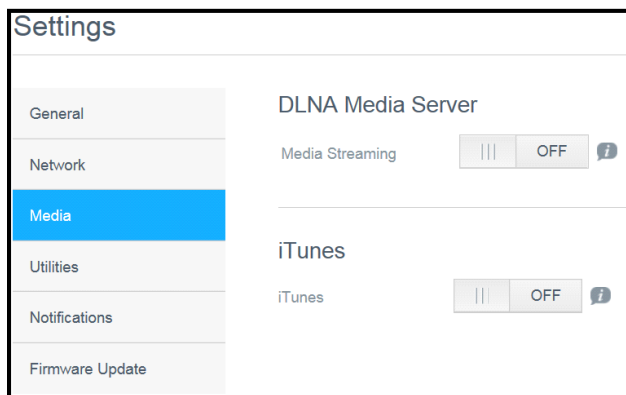 Settings
General
Network
Media
Utilities
Notifications
Firmware Update
DLNA Media Server
Media Streaming OFF i
iTunes
iTunes OFF i